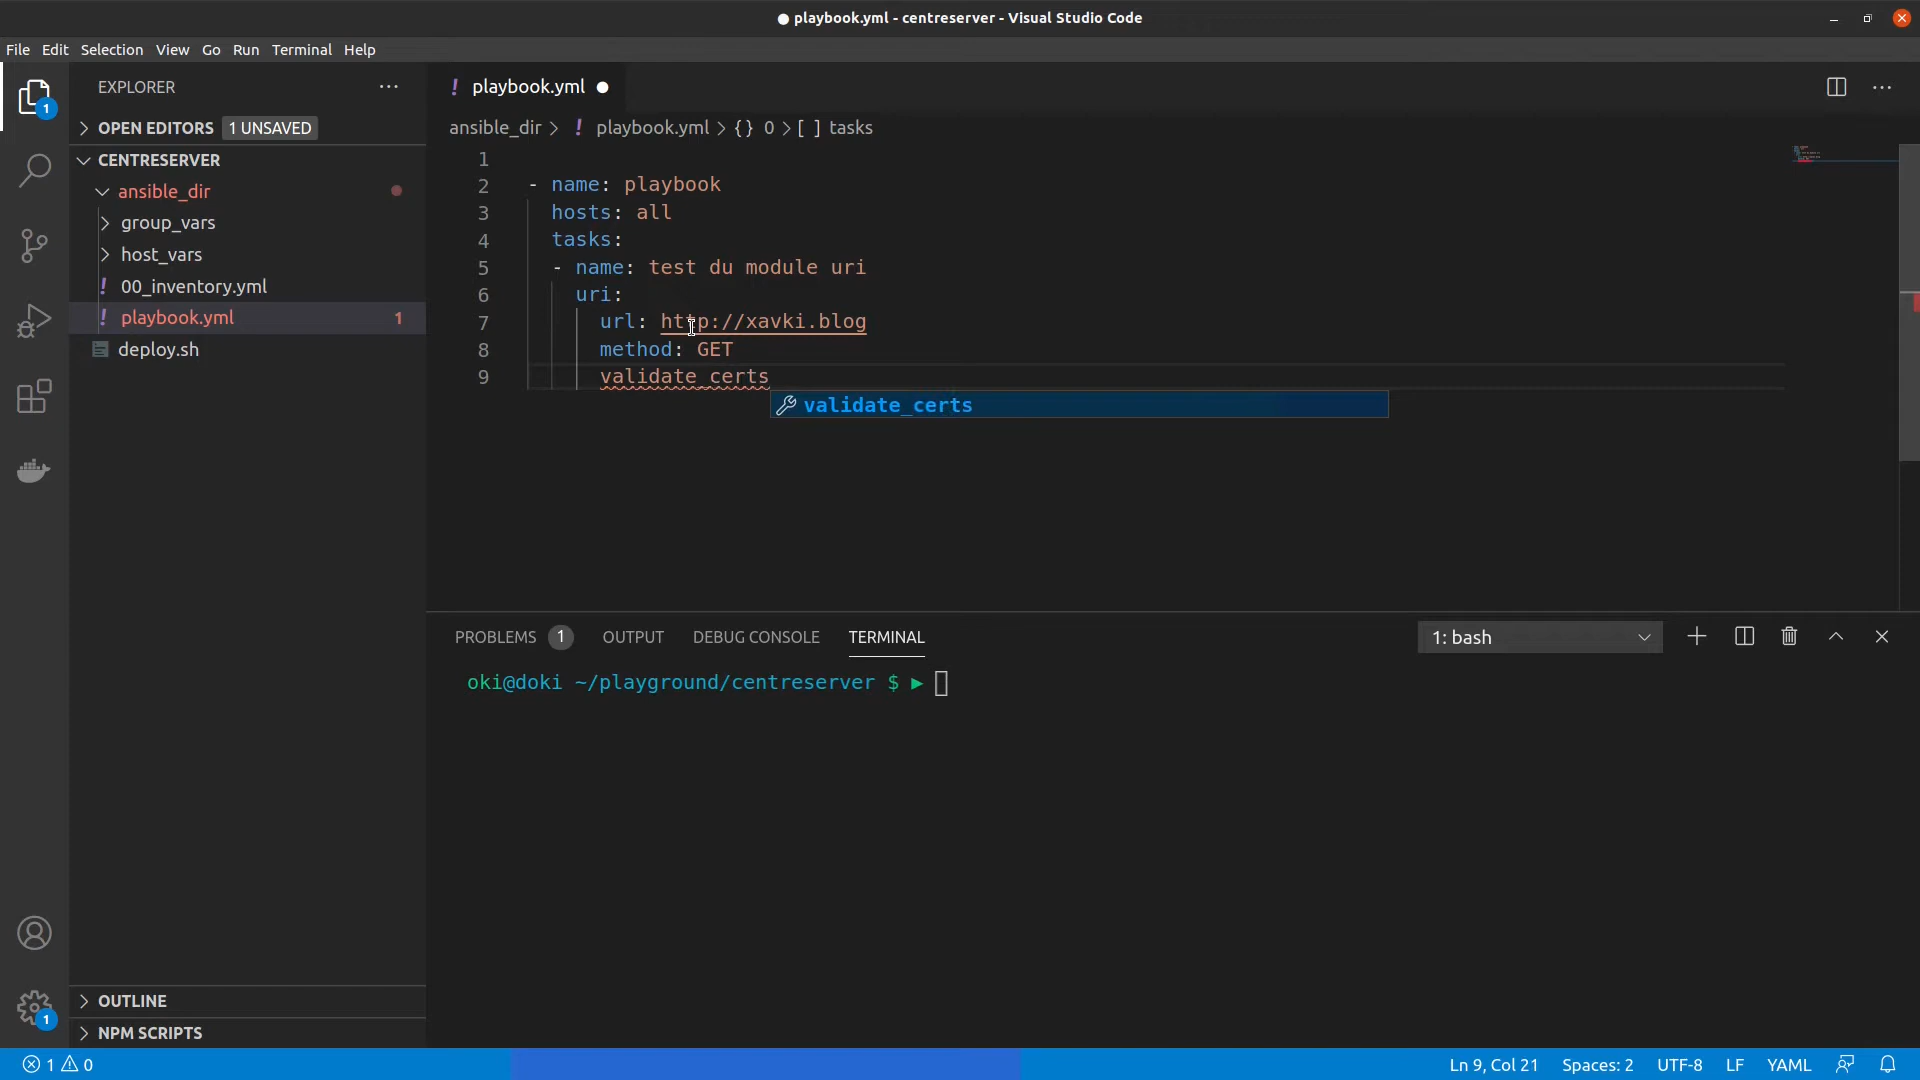 ● playbook.yml - centreserver - Visual Studio Code
File Edit Selection View Go Run Terminal Help
EXPLORER
OPEN EDITORS 1 UNSAVED
CENTRESERVER
ansible_dir
group_vars
host_vars
! 00_inventory.yml
! playbook.yml 1
deploy.sh
OUTLINE
NPM SCRIPTS
1
1
! playbook.yml ●
ansible_dir > ! playbook.yml > {} 0 > [ ] tasks
1
2 - name: playbook
3 hosts: all
4 tasks:
5 - name: test du module uri
6 uri:
7 url: http://xavki.blog
8 method: GET
9 validate_certs
validate_certs
PROBLEMS 1 OUTPUT DEBUG CONSOLE TERMINAL 1: bash
oki@doki ~/playground/centreserver $ ►
1 0 Ln 9, Col 21 Spaces: 2 UTF-8 LF YAML